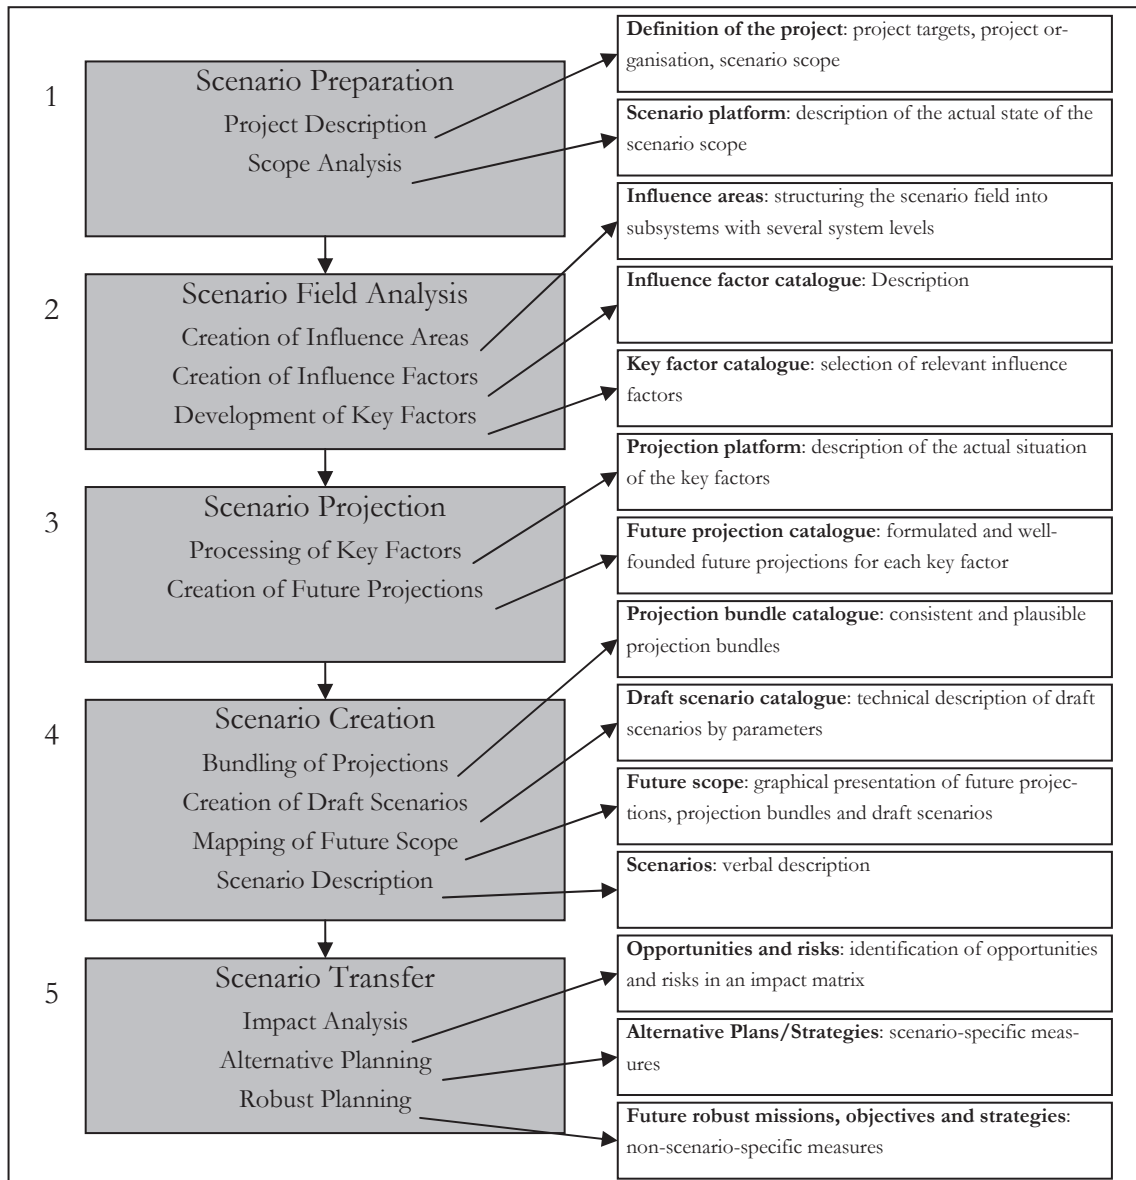 1
Scenario Preparation
Project Description
Scope Analysis
Definition of the project: project targets, project or-
ganisation, scenario scope
Scenario platform: description of the actual state of the
scenario scope
2
Scenario Field Analysis
Creation of Influence Areas
Creation of Influence Factors
Development of Key Factors
Influence areas: structuring the scenario field into
subsystems with several system levels
Influence factor catalogue: Description
Key factor catalogue: selection of relevant influence
factors
3
Scenario Projection
Processing of Key Factors
Creation of Future Projections
Projection platform: description of the actual situation
of the key factors
Future projection catalogue: formulated and well-
founded future projections for each key factor
4
Scenario Creation
Bundling of Projections
Creation of Draft Scenarios
Mapping of Future Scope
Scenario Description
Projection bundle catalogue: consistent and plausible
projection bundles
Draft scenario catalogue: technical description of draft
scenarios by parameters
Future scope: graphical presentation of future projec-
tions, projection bundles and draft scenarios
Scenarios: verbal description
5
Scenario Transfer
Impact Analysis
Alternative Planning
Robust Planning
Opportunities and risks: identification of opportunities
and risks in an impact matrix
Alternative Plans/Strategies: scenario-specific meas-
ures
Future robust missions, objectives and strategies:
non-scenario-specific measures